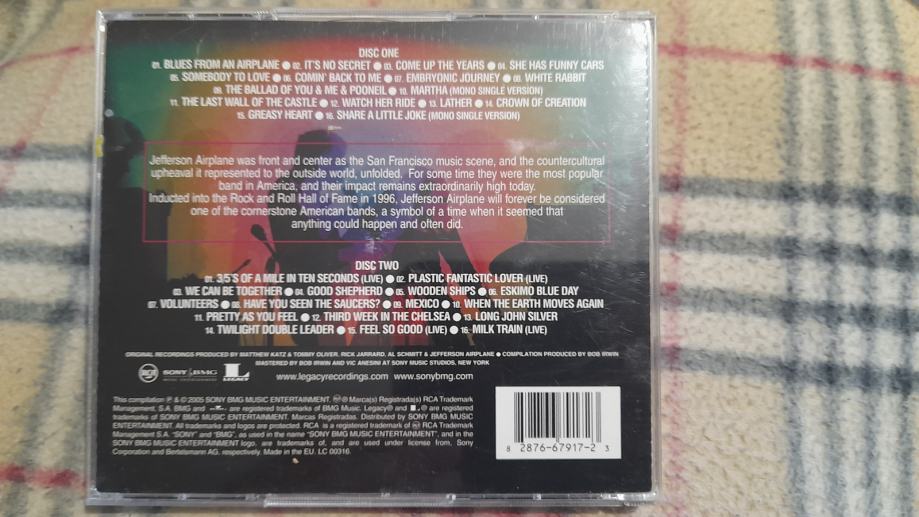 DISC ONE
01. BLUES FROM AN AIRPLANE ● 02. IT'S NO SECRET ● 03. COME UP THE YEARS ● 04. SHE HAS FUNNY CARS
05. SOMEBODY TO LOVE ● 06. COMIN' BACK TO ME ● 07. EMBRYONIC JOURNEY ● 08. WHITE RABBIT
09. THE BALLAD OF YOU & ME & POONEIL ● 10. MARTHA (MONO SINGLE VERSION)
11. THE LAST WALL OF THE CASTLE ● 12. WATCH HER RIDE ● 13. LATHER ● 14. CROWN OF CREATION
15. GREASY HEART ● 16. SHARE A LITTLE JOKE (MONO SINGLE VERSION)
Jefferson Airplane was front and center as the San Francisco music scene, and the countercultural
upheaval it represented to the outside world, unfolded. For some time they were the most popular
band in America, and their impact remains extraordinarily high today.
Inducted into the Rock and Roll Hall of Fame in 1996, Jefferson Airplane will forever be considered
one of the cornerstone American bands, a symbol of a time when it seemed that
anything could happen and often did.
DISC TWO
01. 3/5'S OF A MILE IN TEN SECONDS (LIVE) ● 02. PLASTIC FANTASTIC LOVER (LIVE)
03. WE CAN BE TOGETHER ● 04. GOOD SHEPHERD ● 05. WOODEN SHIPS ● 06. ESKIMO BLUE DAY
07. VOLUNTEERS ● 08. HAVE YOU SEEN THE SAUCERS? ● 09. MEXICO ● 10. WHEN THE EARTH MOVES AGAIN
11. PRETTY AS YOU FEEL ● 12. THIRD WEEK IN THE CHELSEA ● 13. LONG JOHN SILVER
14. TWILIGHT DOUBLE LEADER ● 15. FEEL SO GOOD (LIVE) ● 16. MILK TRAIN (LIVE)
ORIGINAL RECORDINGS PRODUCED BY MATTHEW KATZ & TOMMY OLIVER, RICK JARRARD, AL SCHMITT & JEFFERSON AIRPLANE ● COMPILATION PRODUCED BY BOB IRWIN
MASTERED BY BOB IRWIN AND VIC ANESINI AT SONY MUSIC STUDIOS, NEW YORK
RCA SONY BMG MUSIC ENTERTAINMENT L LEGACY www.legacyrecordings.com www.sonybmg.com
This compilation ℗ & © 2005 SONY BMG MUSIC ENTERTAINMENT. ® Marca(s) Registrada(s) RCA Trademark
Management, S.A. BMG and are registered trademarks of BMG Music. Legacy® and L, ® are registered
trademarks of SONY BMG MUSIC ENTERTAINMENT. Marcas Registradas. Distributed by SONY BMG MUSIC
ENTERTAINMENT. All trademarks and logos are protected. RCA is a registered trademark of RCA Trademark
Management S.A. "SONY" and "BMG", as used in the name "SONY BMG MUSIC ENTERTAINMENT", and in the
SONY BMG MUSIC ENTERTAINMENT logo, are trademarks of, and are used under license from, Sony
Corporation and Bertelsmann AG, respectively. Made in the EU. LC 00316.
8 2876-67917-2 3